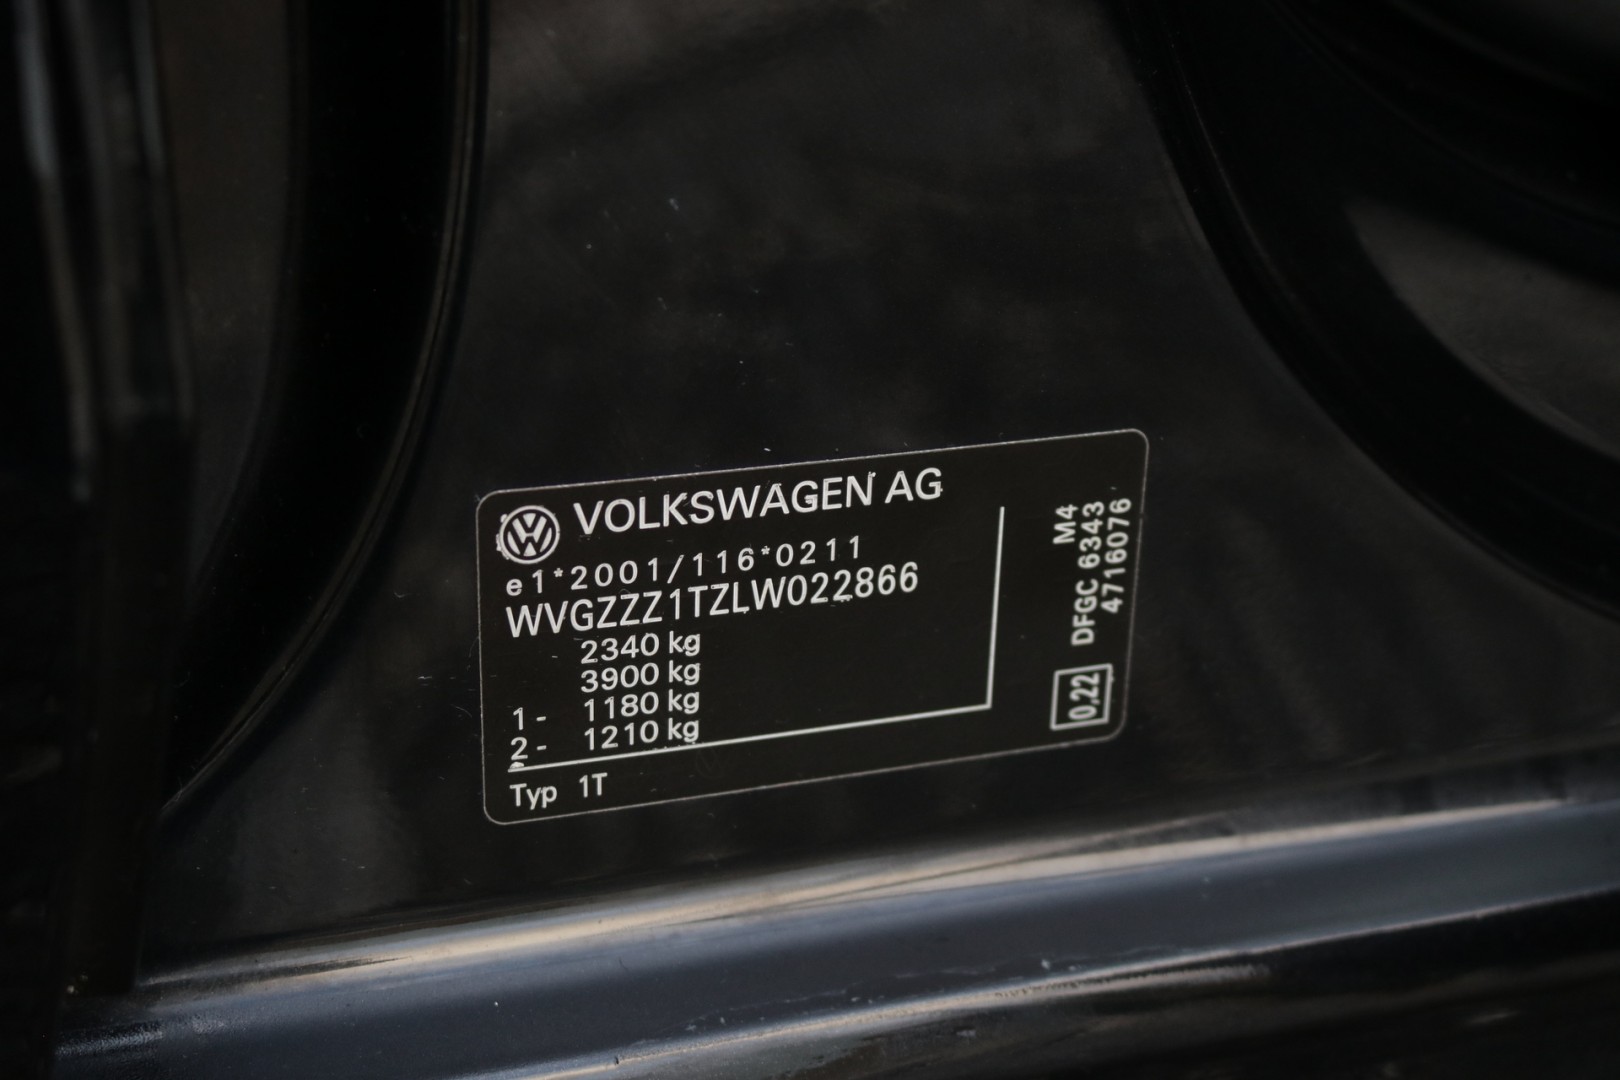 VOLKSWAGEN AG
e1*2001/116*0211
WVGZZZ1TZLW022866
2340 kg
3900 kg
1- 1180 kg
2- 1210 kg
Typ 1T
M4
DFGC 6343
4716076
0,22